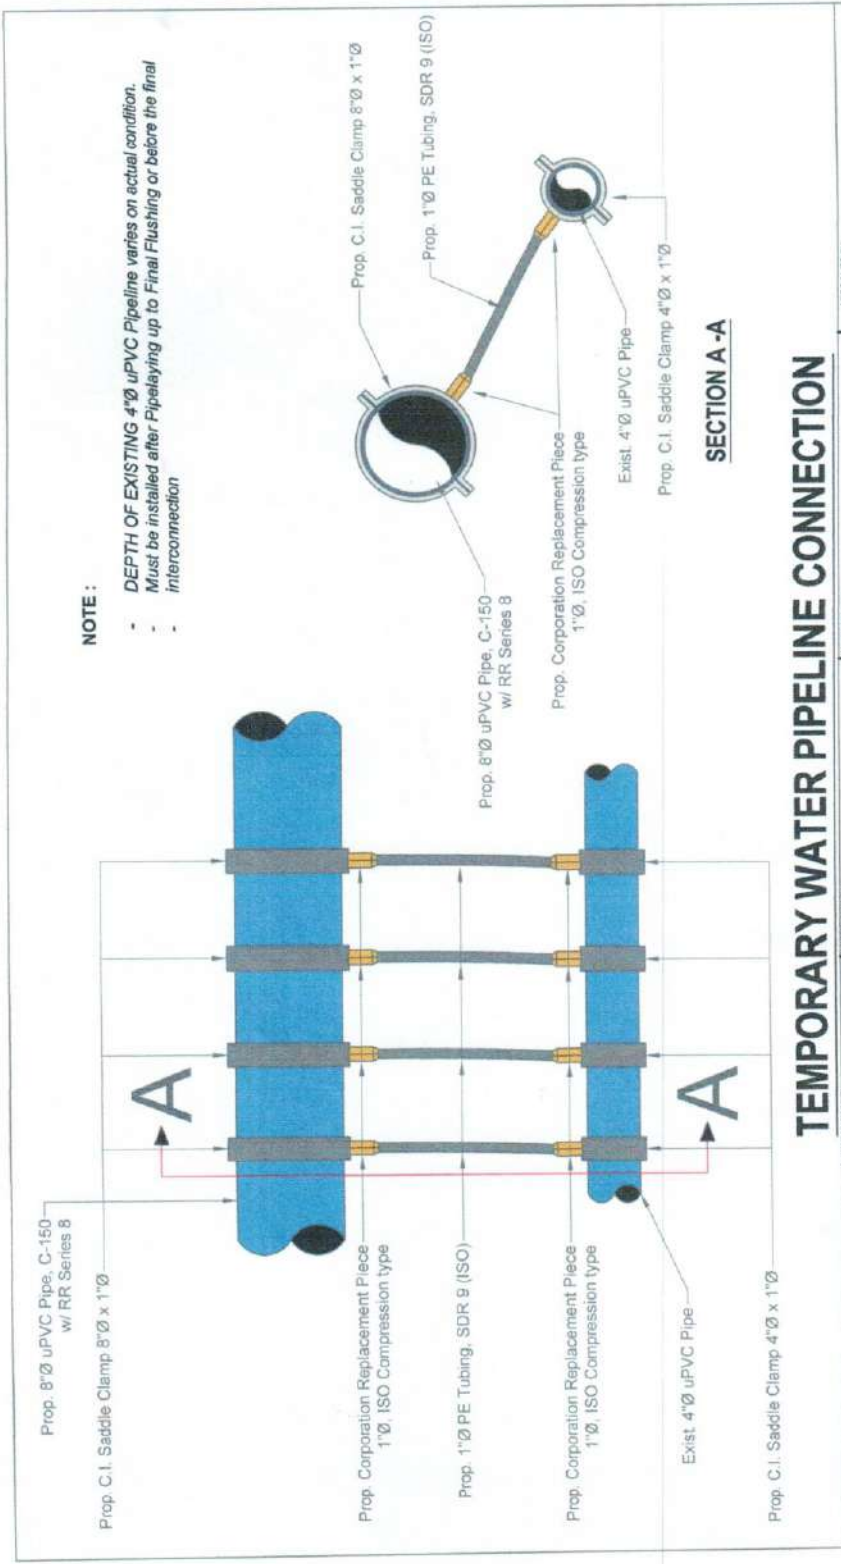 Prop. 8"Ø uPVC Pipe, C-150
w/ RR Series 8
Prop. C.I. Saddle Clamp 8"Ø x 1"Ø
A
Prop. Corporation Replacement Piece
1"Ø, ISO Compression type
Prop. 1"Ø PE Tubing, SDR 9 (ISO)
Prop. Corporation Replacement Piece
1"Ø, ISO Compression type
A
Exist. 4"Ø uPVC Pipe
Prop. C.I. Saddle Clamp 4"Ø x 1"Ø
NOTE :
- DEPTH OF EXISTING 4"Ø uPVC Pipeline varies on actual condition.
- Must be installed after Pipelaying up to Final Flushing or before the final
- interconnection
Prop. C.I. Saddle Clamp 8"Ø x 1"Ø
Prop. 1"Ø PE Tubing, SDR 9 (ISO)
Prop. 8"Ø uPVC Pipe, C-150
w/ RR Series 8
Prop. Corporation Replacement Piece
1"Ø, ISO Compression type
Exist. 4"Ø uPVC Pipe
Prop. C.I. Saddle Clamp 4"Ø x 1"Ø
SECTION A -A
TEMPORARY WATER PIPELINE CONNECTION